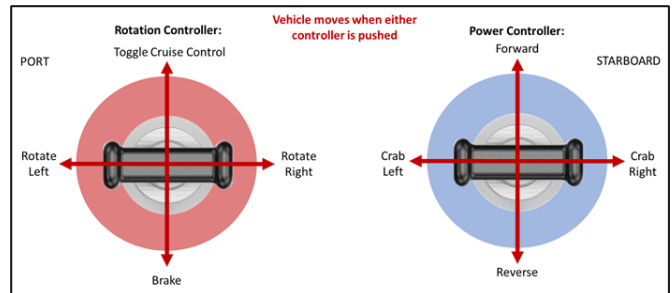 Rotation Controller:
Toggle Cruise Control
Vehicle moves when either
controller is pushed
Power Controller:
Forward
PORT
STARBOARD
Rotate
Left
Rotate
Right
Crab
Left
Crab
Right
Brake
Reverse